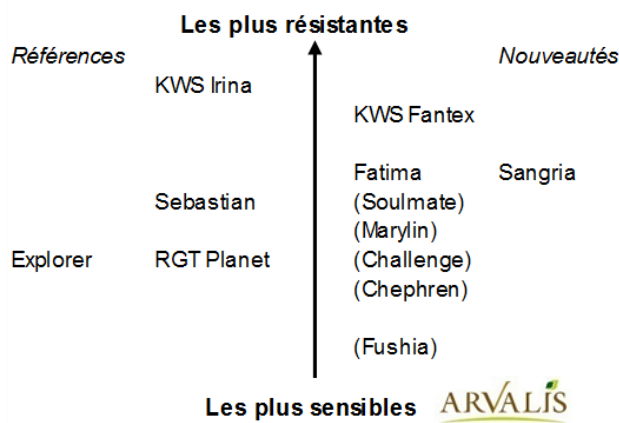 Les plus résistantes
Références Nouveautés
KWS Irina
KWS Fantex
Fatima Sangria
Sebastian (Soulmate)
(Marylin)
Explorer RGT Planet (Challenge)
(Chephren)
(Fushia)
Les plus sensibles ARVALIS